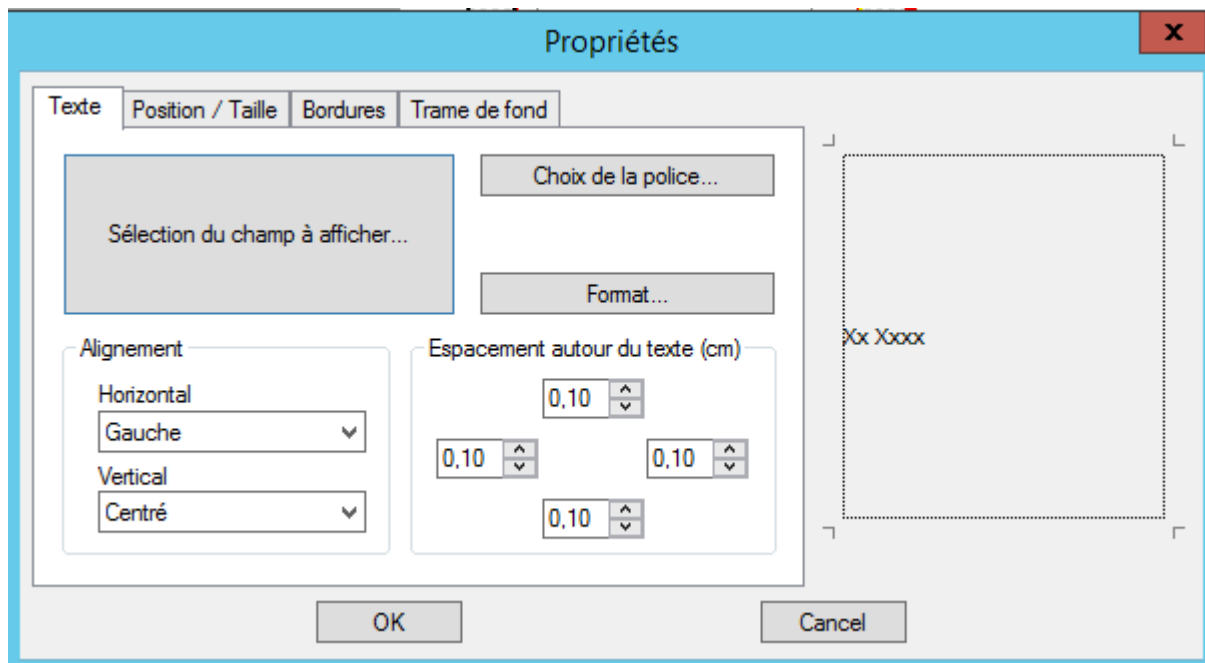 Propriétés
x
Texte
Position / Taille
Bordures
Trame de fond
Sélection du champ à afficher...
Choix de la police...
Format...
Alignement
Horizontal
Gauche
Vertical
Centré
Espacement autour du texte (cm)
0,10
0,10
0,10
0,10
Xx Xxxx
OK
Cancel